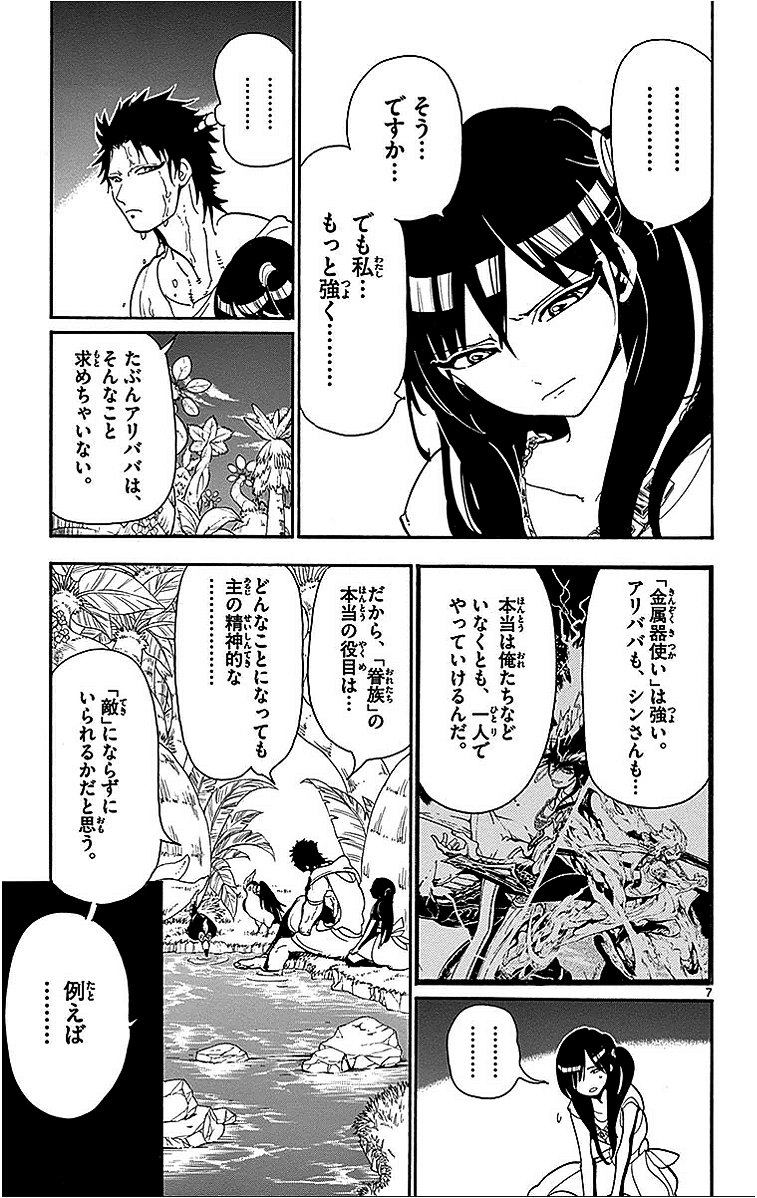 ………
………
そう…
ですか…
でも私…
もっと強く………
………
………
たぶんアリババは、
そんなこと
求めちゃいない。
「金属器使い」は強い。
アリババも、シンさんも…
本当は俺たちなど
いなくとも、一人で
やっていけるんだ。
………
………
だから、「眷族」の
本当の役目は…
どんなことになっても
主の精神的な
…………
「敵」にならずに
いられるかだと思う。
例えば
………
7